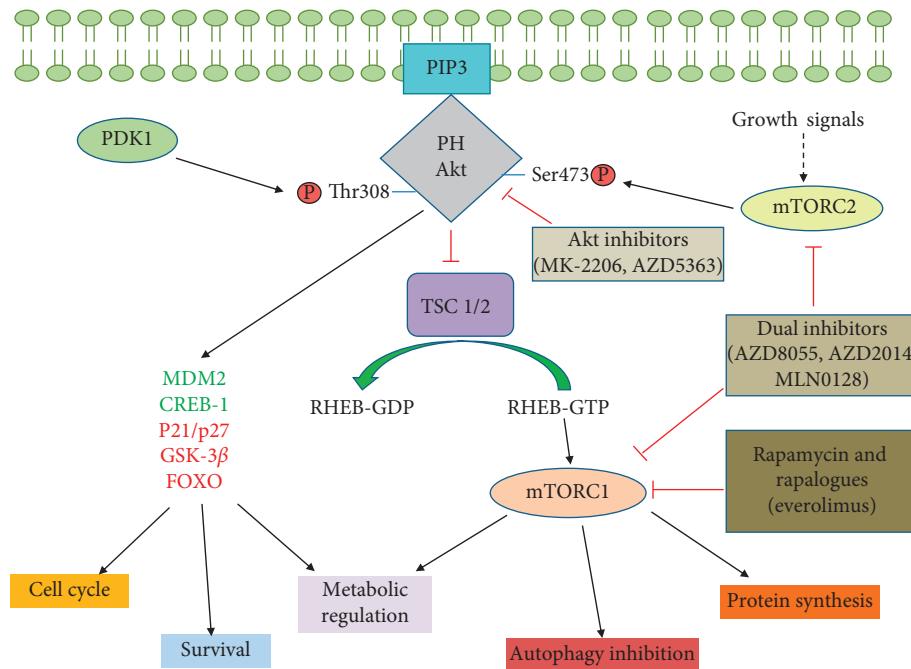 PIP3
PDK1
PH
Akt
Growth signals
P Thr308
Ser473 P
mTORC2
Akt inhibitors
(MK-2206, AZD5363)
TSC 1/2
Dual inhibitors
(AZD8055, AZD2014
MLN0128)
MDM2
CREB-1
P21/p27
GSK-3β
FOXO
RHEB-GDP
RHEB-GTP
Rapamycin and
rapalogues
(everolimus)
mTORC1
Cell cycle
Metabolic
regulation
Protein synthesis
Survival
Autophagy inhibition